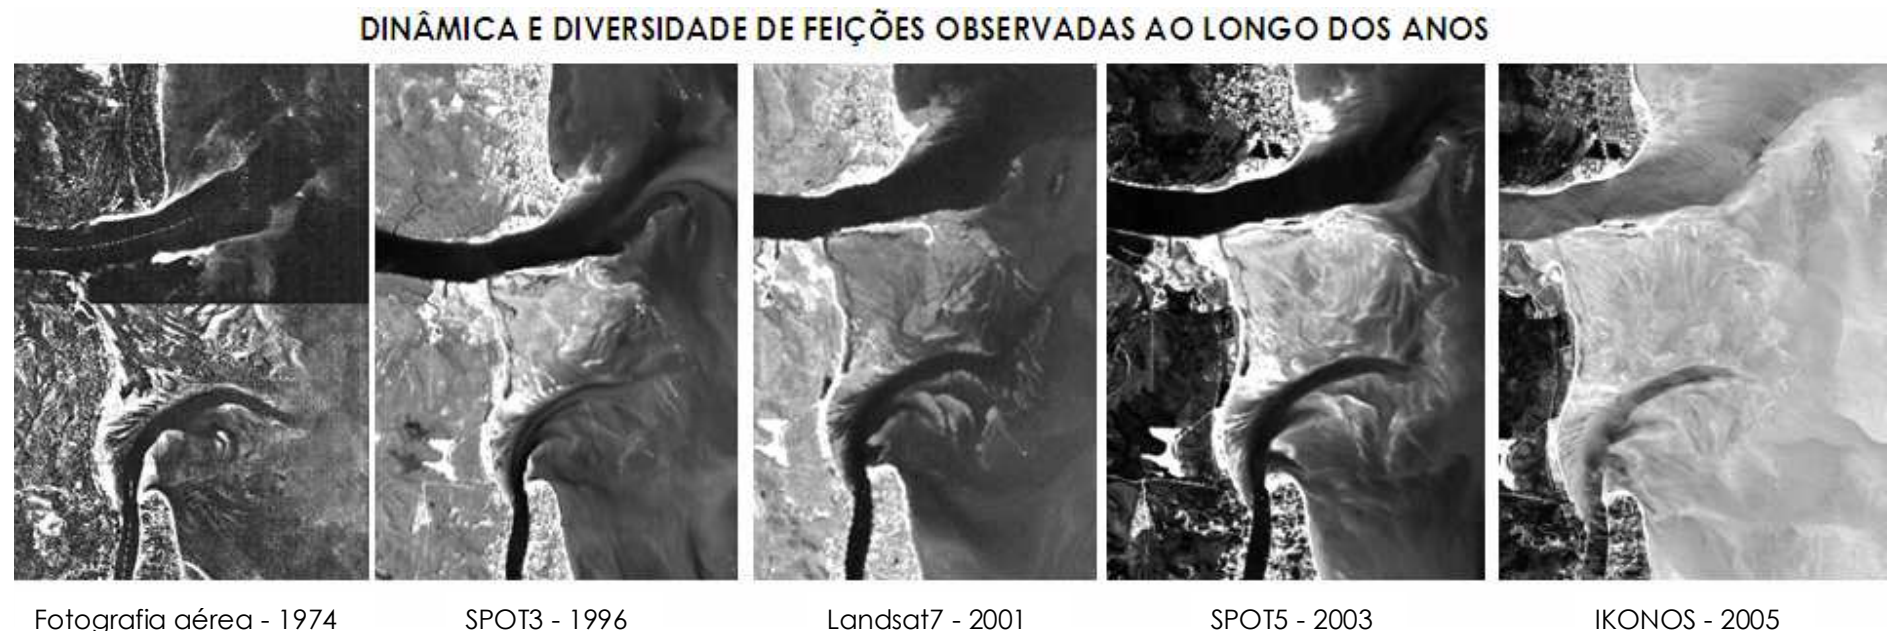 DINÂMICA E DIVERSIDADE DE FEIÇÕES OBSERVADAS AO LONGO DOS ANOS
Fotografia aérea - 1974
SPOT3 - 1996
Landsat7 - 2001
SPOT5 - 2003
IKONOS - 2005